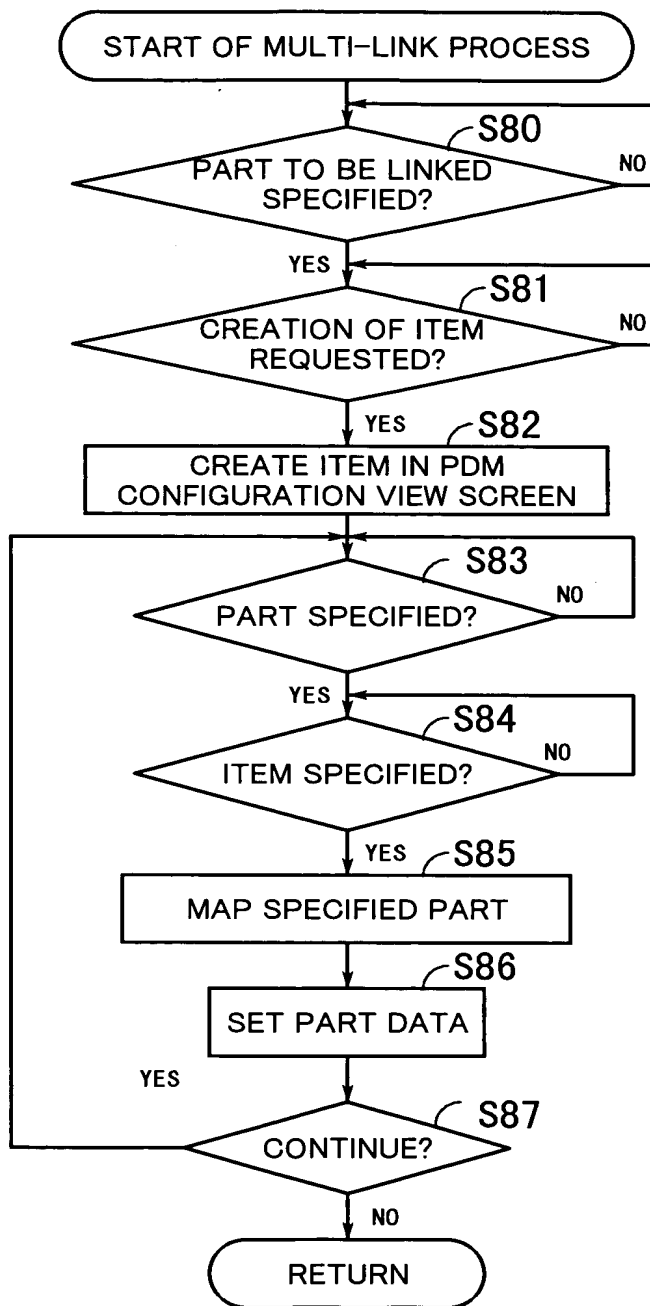 START OF MULTI-LINK PROCESS
S80
PART TO BE LINKED
SPECIFIED?
NO
YES
S81
CREATION OF ITEM
REQUESTED?
NO
YES
S82
CREATE ITEM IN PDM
CONFIGURATION VIEW SCREEN
S83
PART SPECIFIED?
NO
YES
S84
ITEM SPECIFIED?
NO
YES
S85
MAP SPECIFIED PART
S86
SET PART DATA
YES
S87
CONTINUE?
NO
RETURN